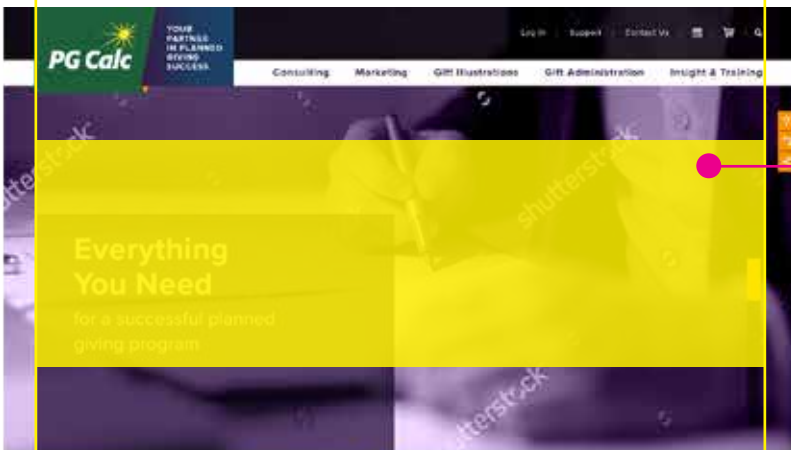 PG Calc
YOUR
PARTNER
IN PLANNED
GIVING
SUCCESS
Log In Support Contact Us
Consulting Marketing Gift Illustrations Gift Administration Insight & Training
shutterstock
shutterstock
Everything
You Need
for a successful planned
giving program
shutterstock